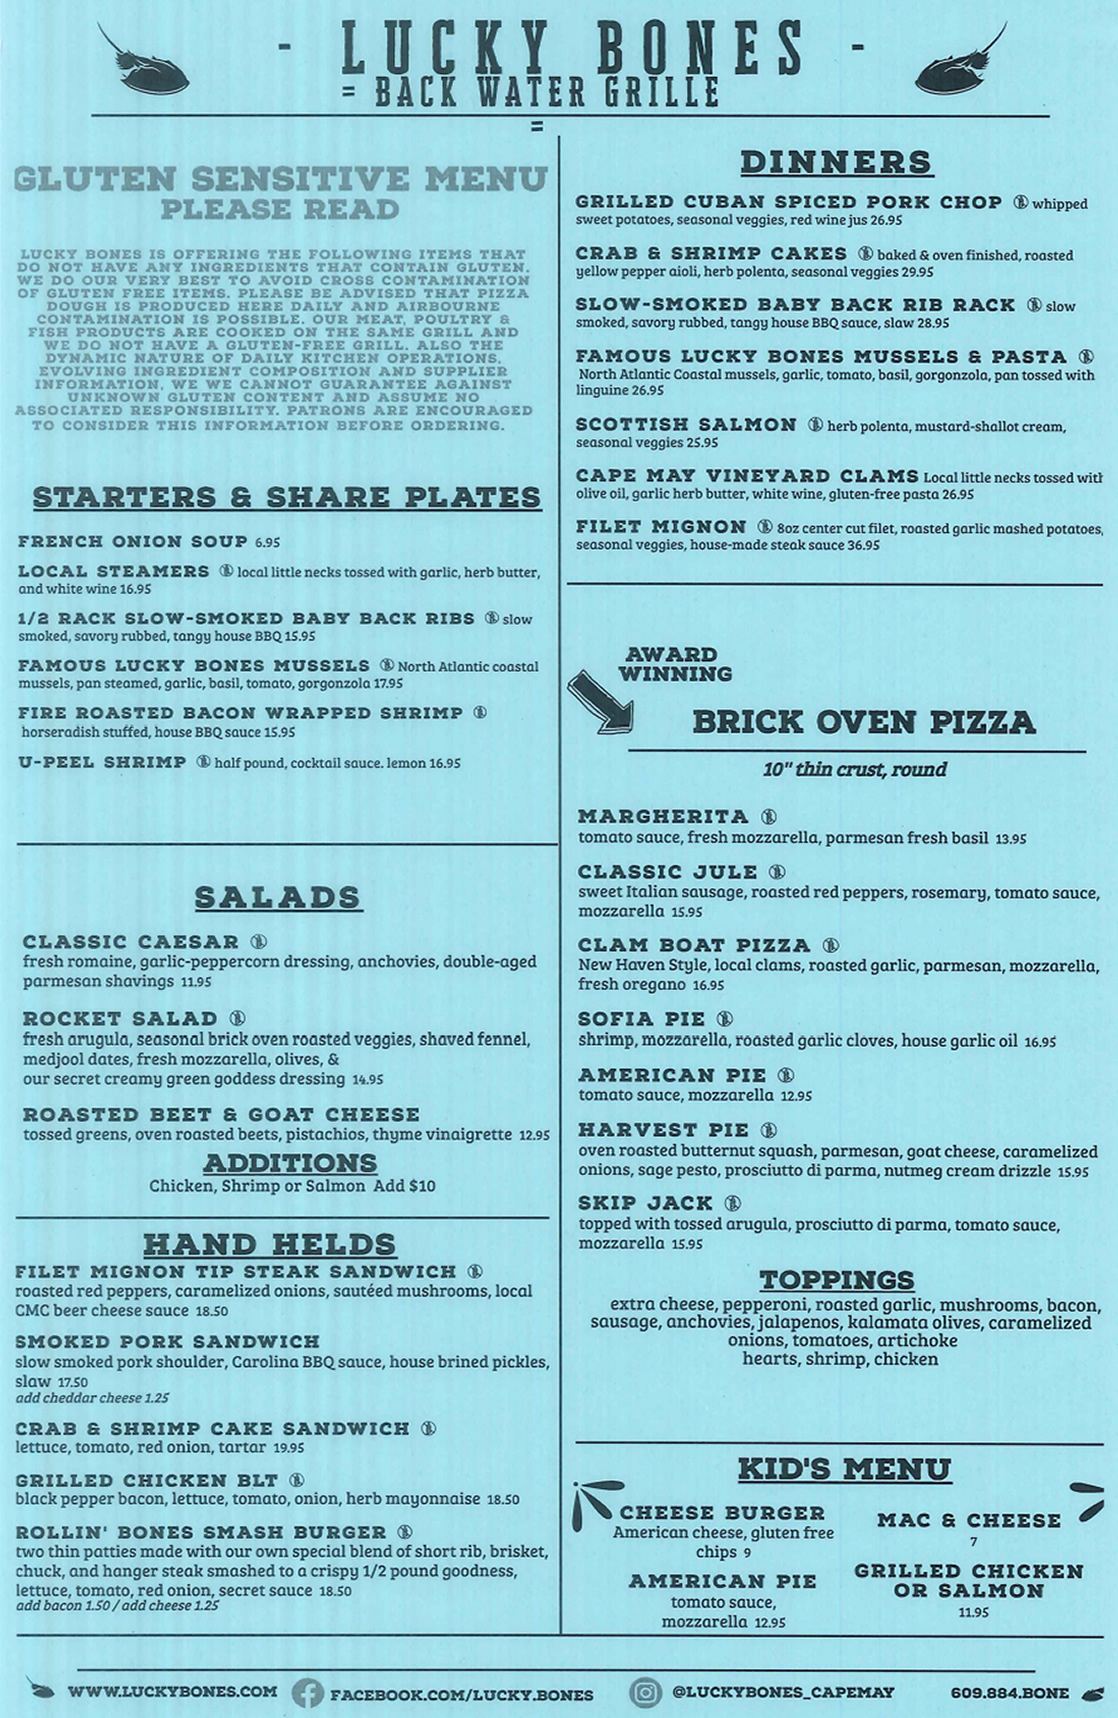 - LUCKY BONES -
= BACK WATER GRILLE
=
GLUTEN SENSITIVE MENU
PLEASE READ
LUCKY BONES IS OFFERING THE FOLLOWING ITEMS THAT
DO NOT HAVE ANY INGREDIENTS THAT CONTAIN GLUTEN.
WE DO OUR VERY BEST TO AVOID CROSS CONTAMINATION
OF GLUTEN FREE ITEMS. PLEASE BE ADVISED THAT PIZZA
DOUGH IS PRODUCED HERE DAILY AND AIRBOURNE
CONTAMINATION IS POSSIBLE. OUR MEAT, POULTRY &
FISH PRODUCTS ARE COOKED ON THE SAME GRILL AND
WE DO NOT HAVE A GLUTEN-FREE GRILL. ALSO THE
DYNAMIC NATURE OF DAILY KITCHEN OPERATIONS,
EVOLVING INGREDIENT COMPOSITION AND SUPPLIER
INFORMATION, WE WE CANNOT GUARANTEE AGAINST
UNKNOWN GLUTEN CONTENT AND ASSUME NO
ASSOCIATED RESPONSIBILITY. PATRONS ARE ENCOURAGED
TO CONSIDER THIS INFORMATION BEFORE ORDERING.
STARTERS & SHARE PLATES
FRENCH ONION SOUP 6.95
LOCAL STEAMERS local little necks tossed with garlic, herb butter,
and white wine 16.95
1/2 RACK SLOW-SMOKED BABY BACK RIBS slow
smoked, savory rubbed, tangy house BBQ 15.95
FAMOUS LUCKY BONES MUSSELS North Atlantic coastal
mussels, pan steamed, garlic, basil, tomato, gorgonzola 17.95
FIRE ROASTED BACON WRAPPED SHRIMP
horseradish stuffed, house BBQ sauce 15.95
U-PEEL SHRIMP half pound, cocktail sauce. lemon 16.95
SALADS
CLASSIC CAESAR
fresh romaine, garlic-peppercorn dressing, anchovies, double-aged
parmesan shavings 11.95
ROCKET SALAD
fresh arugula, seasonal brick oven roasted veggies, shaved fennel,
medjool dates, fresh mozzarella, olives, &
our secret creamy green goddess dressing 14.95
ROASTED BEET & GOAT CHEESE
tossed greens, oven roasted beets, pistachios, thyme vinaigrette 12.95
ADDITIONS
Chicken, Shrimp or Salmon Add $10
HAND HELDS
FILET MIGNON TIP STEAK SANDWICH
roasted red peppers, caramelized onions, sautéed mushrooms, local
CMC beer cheese sauce 18.50
SMOKED PORK SANDWICH
slow smoked pork shoulder, Carolina BBQ sauce, house brined pickles,
slaw 17.50
add cheddar cheese 1.25
CRAB & SHRIMP CAKE SANDWICH
lettuce, tomato, red onion, tartar 19.95
GRILLED CHICKEN BLT
black pepper bacon, lettuce, tomato, onion, herb mayonnaise 18.50
ROLLIN' BONES SMASH BURGER
two thin patties made with our own special blend of short rib, brisket,
chuck, and hanger steak smashed to a crispy 1/2 pound goodness,
lettuce, tomato, red onion, secret sauce 18.50
add bacon 1.50 / add cheese 1.25
DINNERS
GRILLED CUBAN SPICED PORK CHOP whipped
sweet potatoes, seasonal veggies, red wine jus 26.95
CRAB & SHRIMP CAKES baked & oven finished, roasted
yellow pepper aioli, herb polenta, seasonal veggies 29.95
SLOW-SMOKED BABY BACK RIB RACK slow
smoked, savory rubbed, tangy house BBQ sauce, slaw 28.95
FAMOUS LUCKY BONES MUSSELS & PASTA
North Atlantic Coastal mussels, garlic, tomato, basil, gorgonzola, pan tossed with
linguine 26.95
SCOTTISH SALMON herb polenta, mustard-shallot cream,
seasonal veggies 25.95
CAPE MAY VINEYARD CLAMS Local little necks tossed with
olive oil, garlic herb butter, white wine, gluten-free pasta 26.95
FILET MIGNON 8oz center cut filet, roasted garlic mashed potatoes,
seasonal veggies, house-made steak sauce 36.95
AWARD
WINNING
BRICK OVEN PIZZA
10" thin crust, round
MARGHERITA
tomato sauce, fresh mozzarella, parmesan fresh basil 13.95
CLASSIC JULE
sweet Italian sausage, roasted red peppers, rosemary, tomato sauce,
mozzarella 15.95
CLAM BOAT PIZZA
New Haven Style, local clams, roasted garlic, parmesan, mozzarella,
fresh oregano 16.95
SOFIA PIE
shrimp, mozzarella, roasted garlic cloves, house garlic oil 16.95
AMERICAN PIE
tomato sauce, mozzarella 12.95
HARVEST PIE
oven roasted butternut squash, parmesan, goat cheese, caramelized
onions, sage pesto, prosciutto di parma, nutmeg cream drizzle 15.95
SKIP JACK
topped with tossed arugula, prosciutto di parma, tomato sauce,
mozzarella 15.95
TOPPINGS
extra cheese, pepperoni, roasted garlic, mushrooms, bacon,
sausage, anchovies, jalapenos, kalamata olives, caramelized
onions, tomatoes, artichoke
hearts, shrimp, chicken
KID'S MENU
CHEESE BURGER
American cheese, gluten free
chips 9
AMERICAN PIE
tomato sauce,
mozzarella 12.95
MAC & CHEESE
7
GRILLED CHICKEN
OR SALMON
11.95
WWW.LUCKYBONES.COM FACEBOOK.COM/LUCKY.BONES @LUCKYBONES_CAPEMAY 609.884.BONE